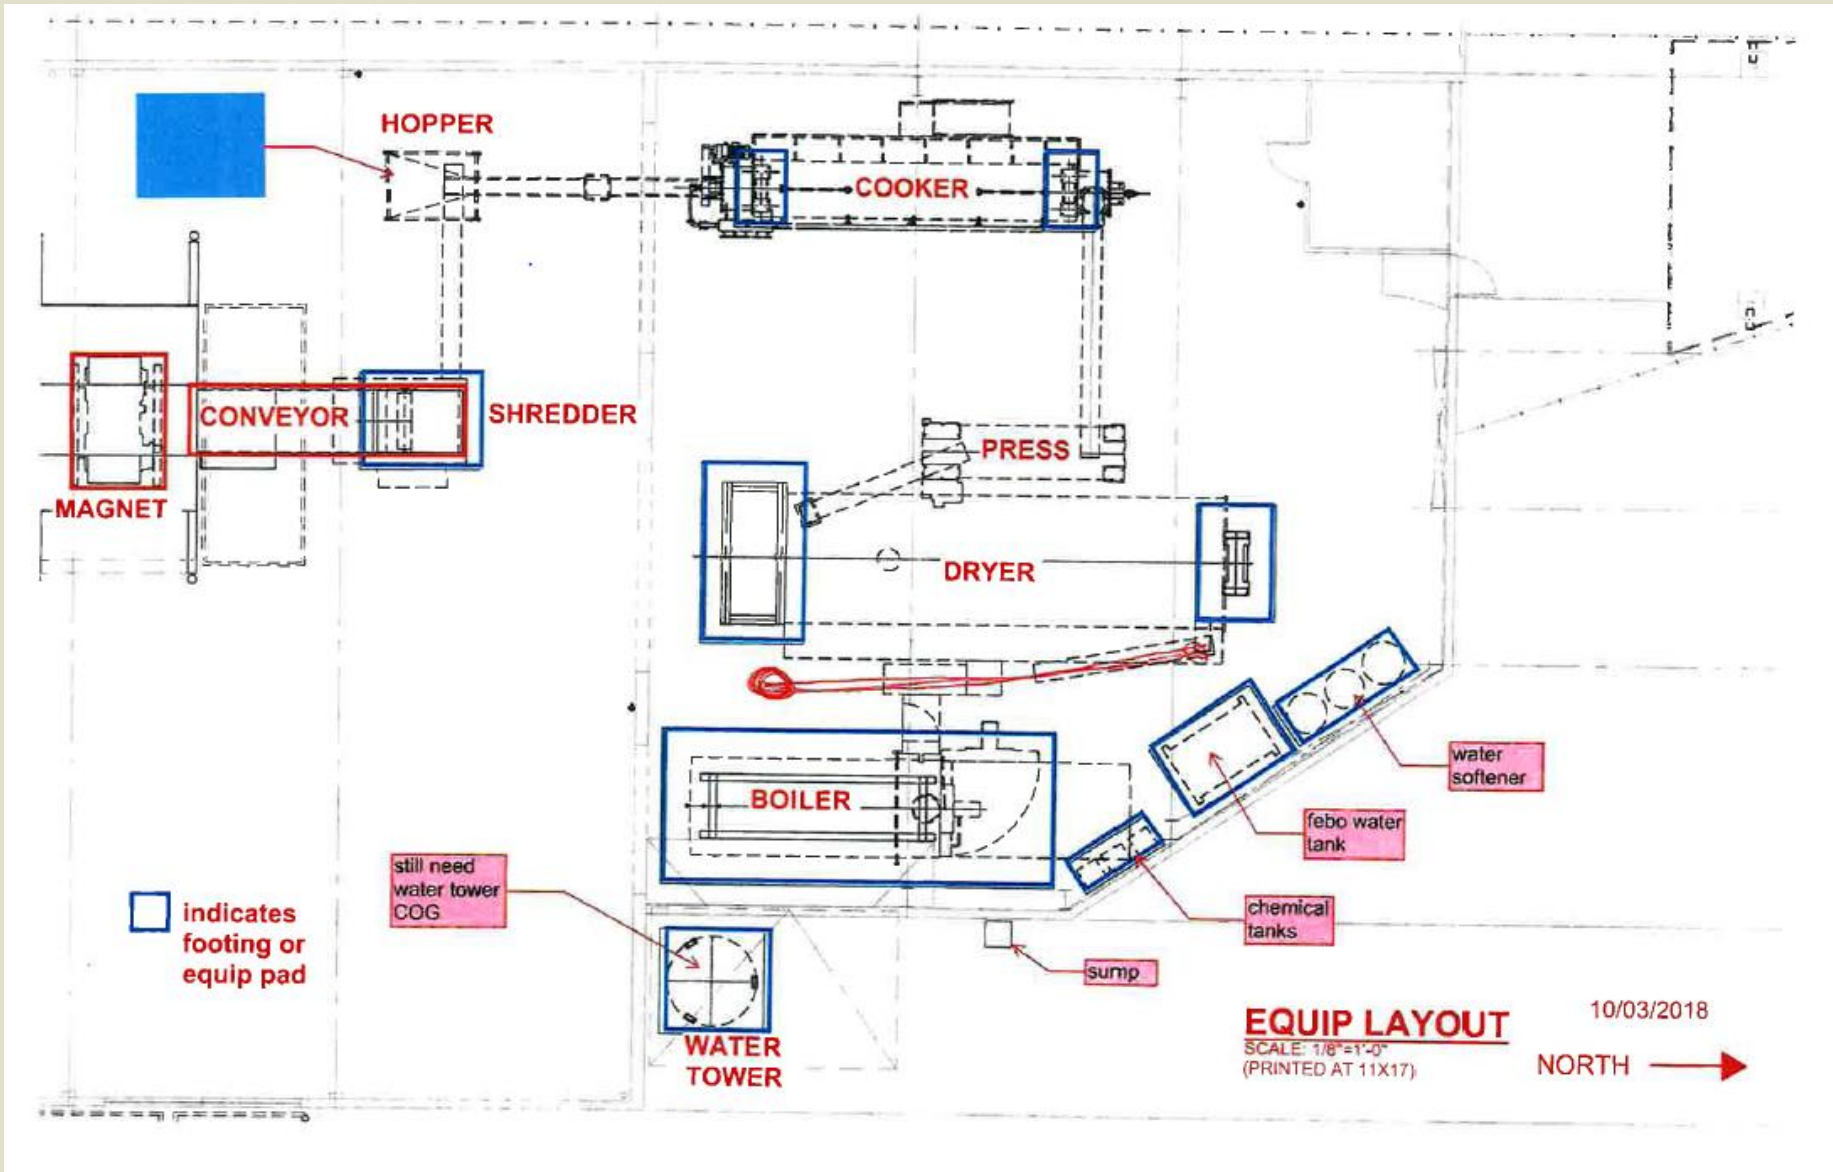 HOPPER
COOKER
CONVEYOR
SHREDDER
MAGNET
PRESS
DRYER
water
softener
BOILER
febo water
tank
still need
water tower
COG
chemical
tanks
indicates
footing or
equip pad
sump
WATER
TOWER
EQUIP LAYOUT
SCALE: 1/8"=1'-0"
(PRINTED AT 11X17)
10/03/2018
NORTH